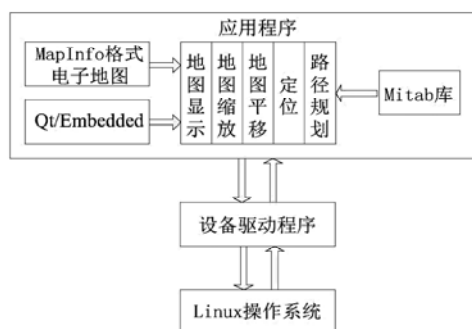 应用程序
MapInfo格式
电子地图
Qt/Embedded
地图显示
地图缩放
地图平移
定位
路径规划
Mitab库
设备驱动程序
Linux操作系统